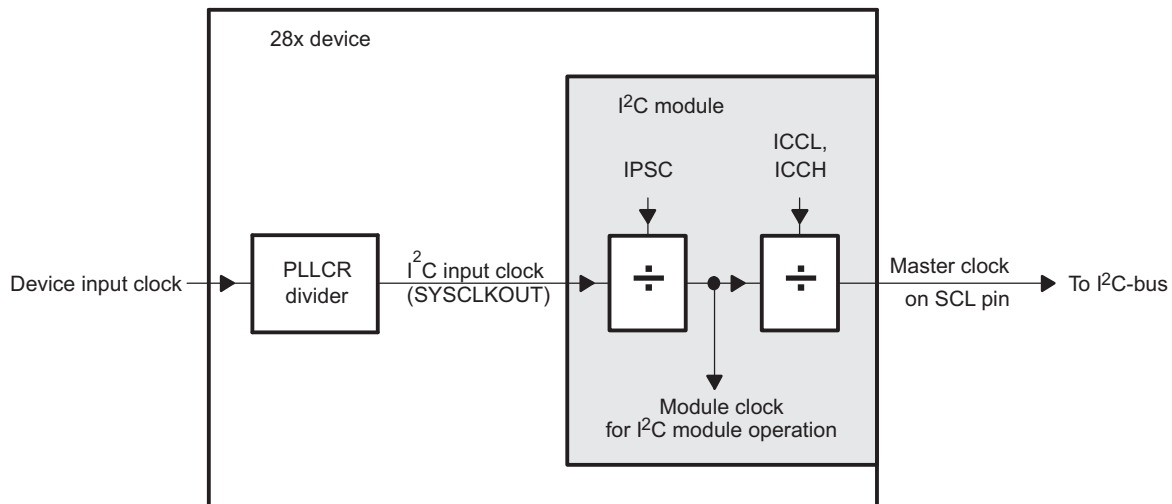 28x device
I²C module
ICCL,
ICCH
IPSC
÷
÷
Device input clock
PLLCR
divider
I²C input clock
(SYSCLKOUT)
Master clock
on SCL pin
To I²C-bus
Module clock
for I²C module operation